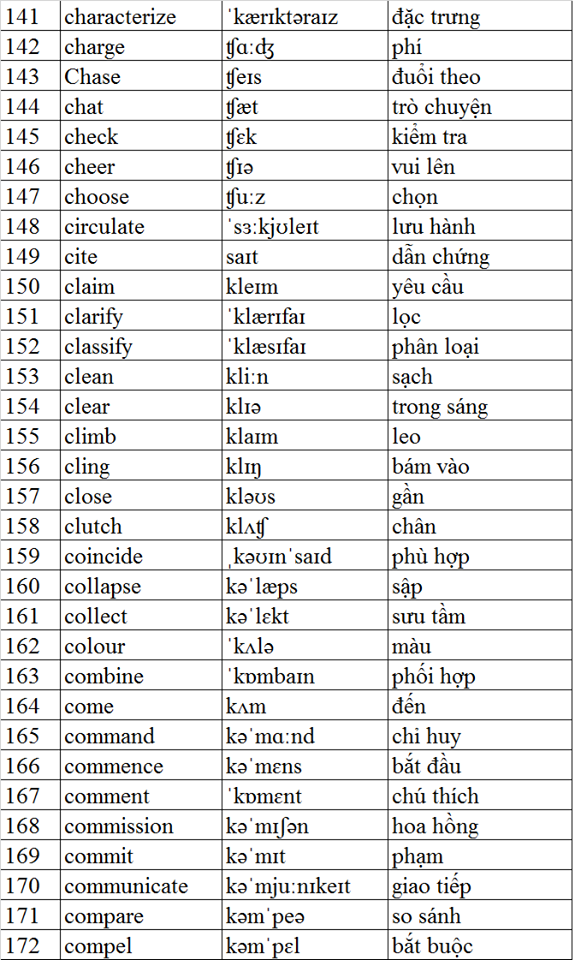 141 characterize ˈkærɪktəraɪz đặc trưng
142 charge ʧɑːʤ phí
143 Chase ʧeɪs đuổi theo
144 chat ʧæt trò chuyện
145 check ʧɛk kiểm tra
146 cheer ʧɪə vui lên
147 choose ʧuːz chọn
148 circulate ˈsɜːkjʊleɪt lưu hành
149 cite saɪt dẫn chứng
150 claim kleɪm yêu cầu
151 clarify ˈklærɪfaɪ lọc
152 classify ˈklæsɪfaɪ phân loại
153 clean kliːn sạch
154 clear klɪə trong sáng
155 climb klaɪm leo
156 cling klɪŋ bám vào
157 close kləʊs gần
158 clutch klʌʧ chân
159 coincide ˌkəʊɪnˈsaɪd phù hợp
160 collapse kəˈlæps sập
161 collect kəˈlɛkt sưu tầm
162 colour ˈkʌlə màu
163 combine ˈkɒmbaɪn phối hợp
164 come kʌm đến
165 command kəˈmɑːnd chi huy
166 commence kəˈmɛns bắt đầu
167 comment ˈkɒmɛnt chú thích
168 commission kəˈmɪʃən hoa hồng
169 commit kəˈmɪt phạm
170 communicate kəˈmjuːnɪkeɪt giao tiếp
171 compare kəmˈpeə so sánh
172 compel kəmˈpɛl bắt buộc